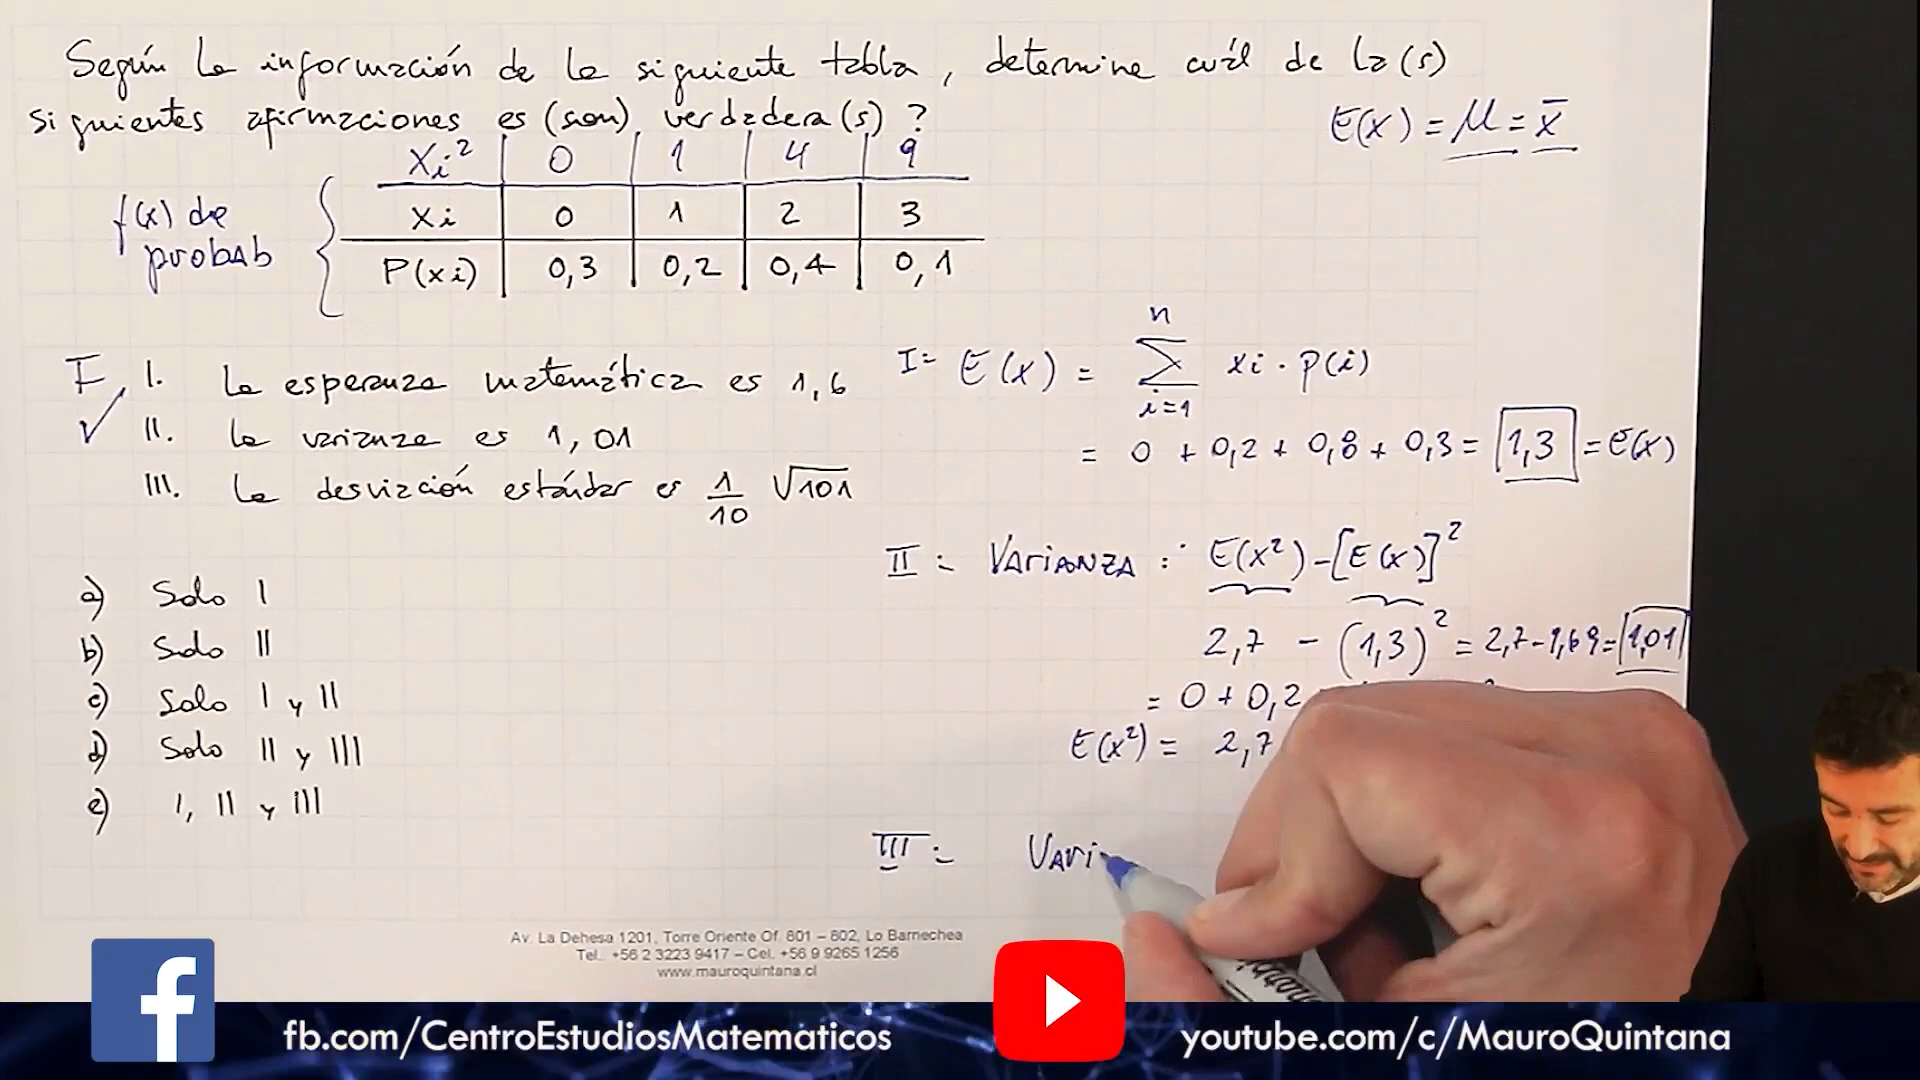 Según la información de la siguiente tabla, determine cuál de la(s)
siguientes afirmaciones es (son) verdadera(s)?
E(x) = μ = x̄
Xi² | 0 | 1 | 4 | 9
f(x) de probab { xi | 0 | 1 | 2 | 3
P(xi) | 0,3 | 0,2 | 0,4 | 0,1
F I. La esperanza matemática es 1,6
✓ II. La varianza es 1,01
III. La desviación estándar es 1/10 √101
a) Solo I
b) Solo II
c) Solo I y II
d) Solo II y III
e) I, II y III
I = E(x) = Σ n i=1 xi · P(i)
= 0 + 0,2 + 0,8 + 0,3 = 1,3 = E(x)
II = VARIANZA : E(x²) - [E(x)]²
2,7 - (1,3)² = 2,7 - 1,69 = 1,01
= 0 + 0,2
E(x²) = 2,7
III = VARI
Av. La Dehesa 1201, Torre Oriente Of. 601 – 602, Lo Barnechea
Tel. +56 2 3223 9417 – Cel. +56 9 9265 1256
www.mauroquintana.cl
f
fb.com/CentroEstudiosMatematicos
youtube.com/c/MauroQuintana